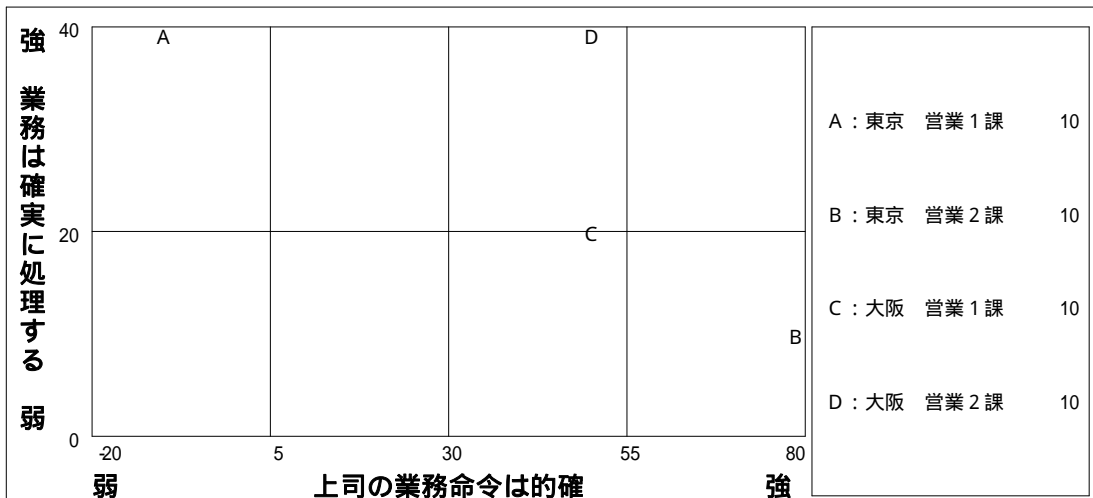 強 業務は確実に処理する 弱
40
20
0
A
D
C
B
-20 5 30 55 80
弱 上司の業務命令は的確 強
A：東京 営業1課 10
B：東京 営業2課 10
C：大阪 営業1課 10
D：大阪 営業2課 10